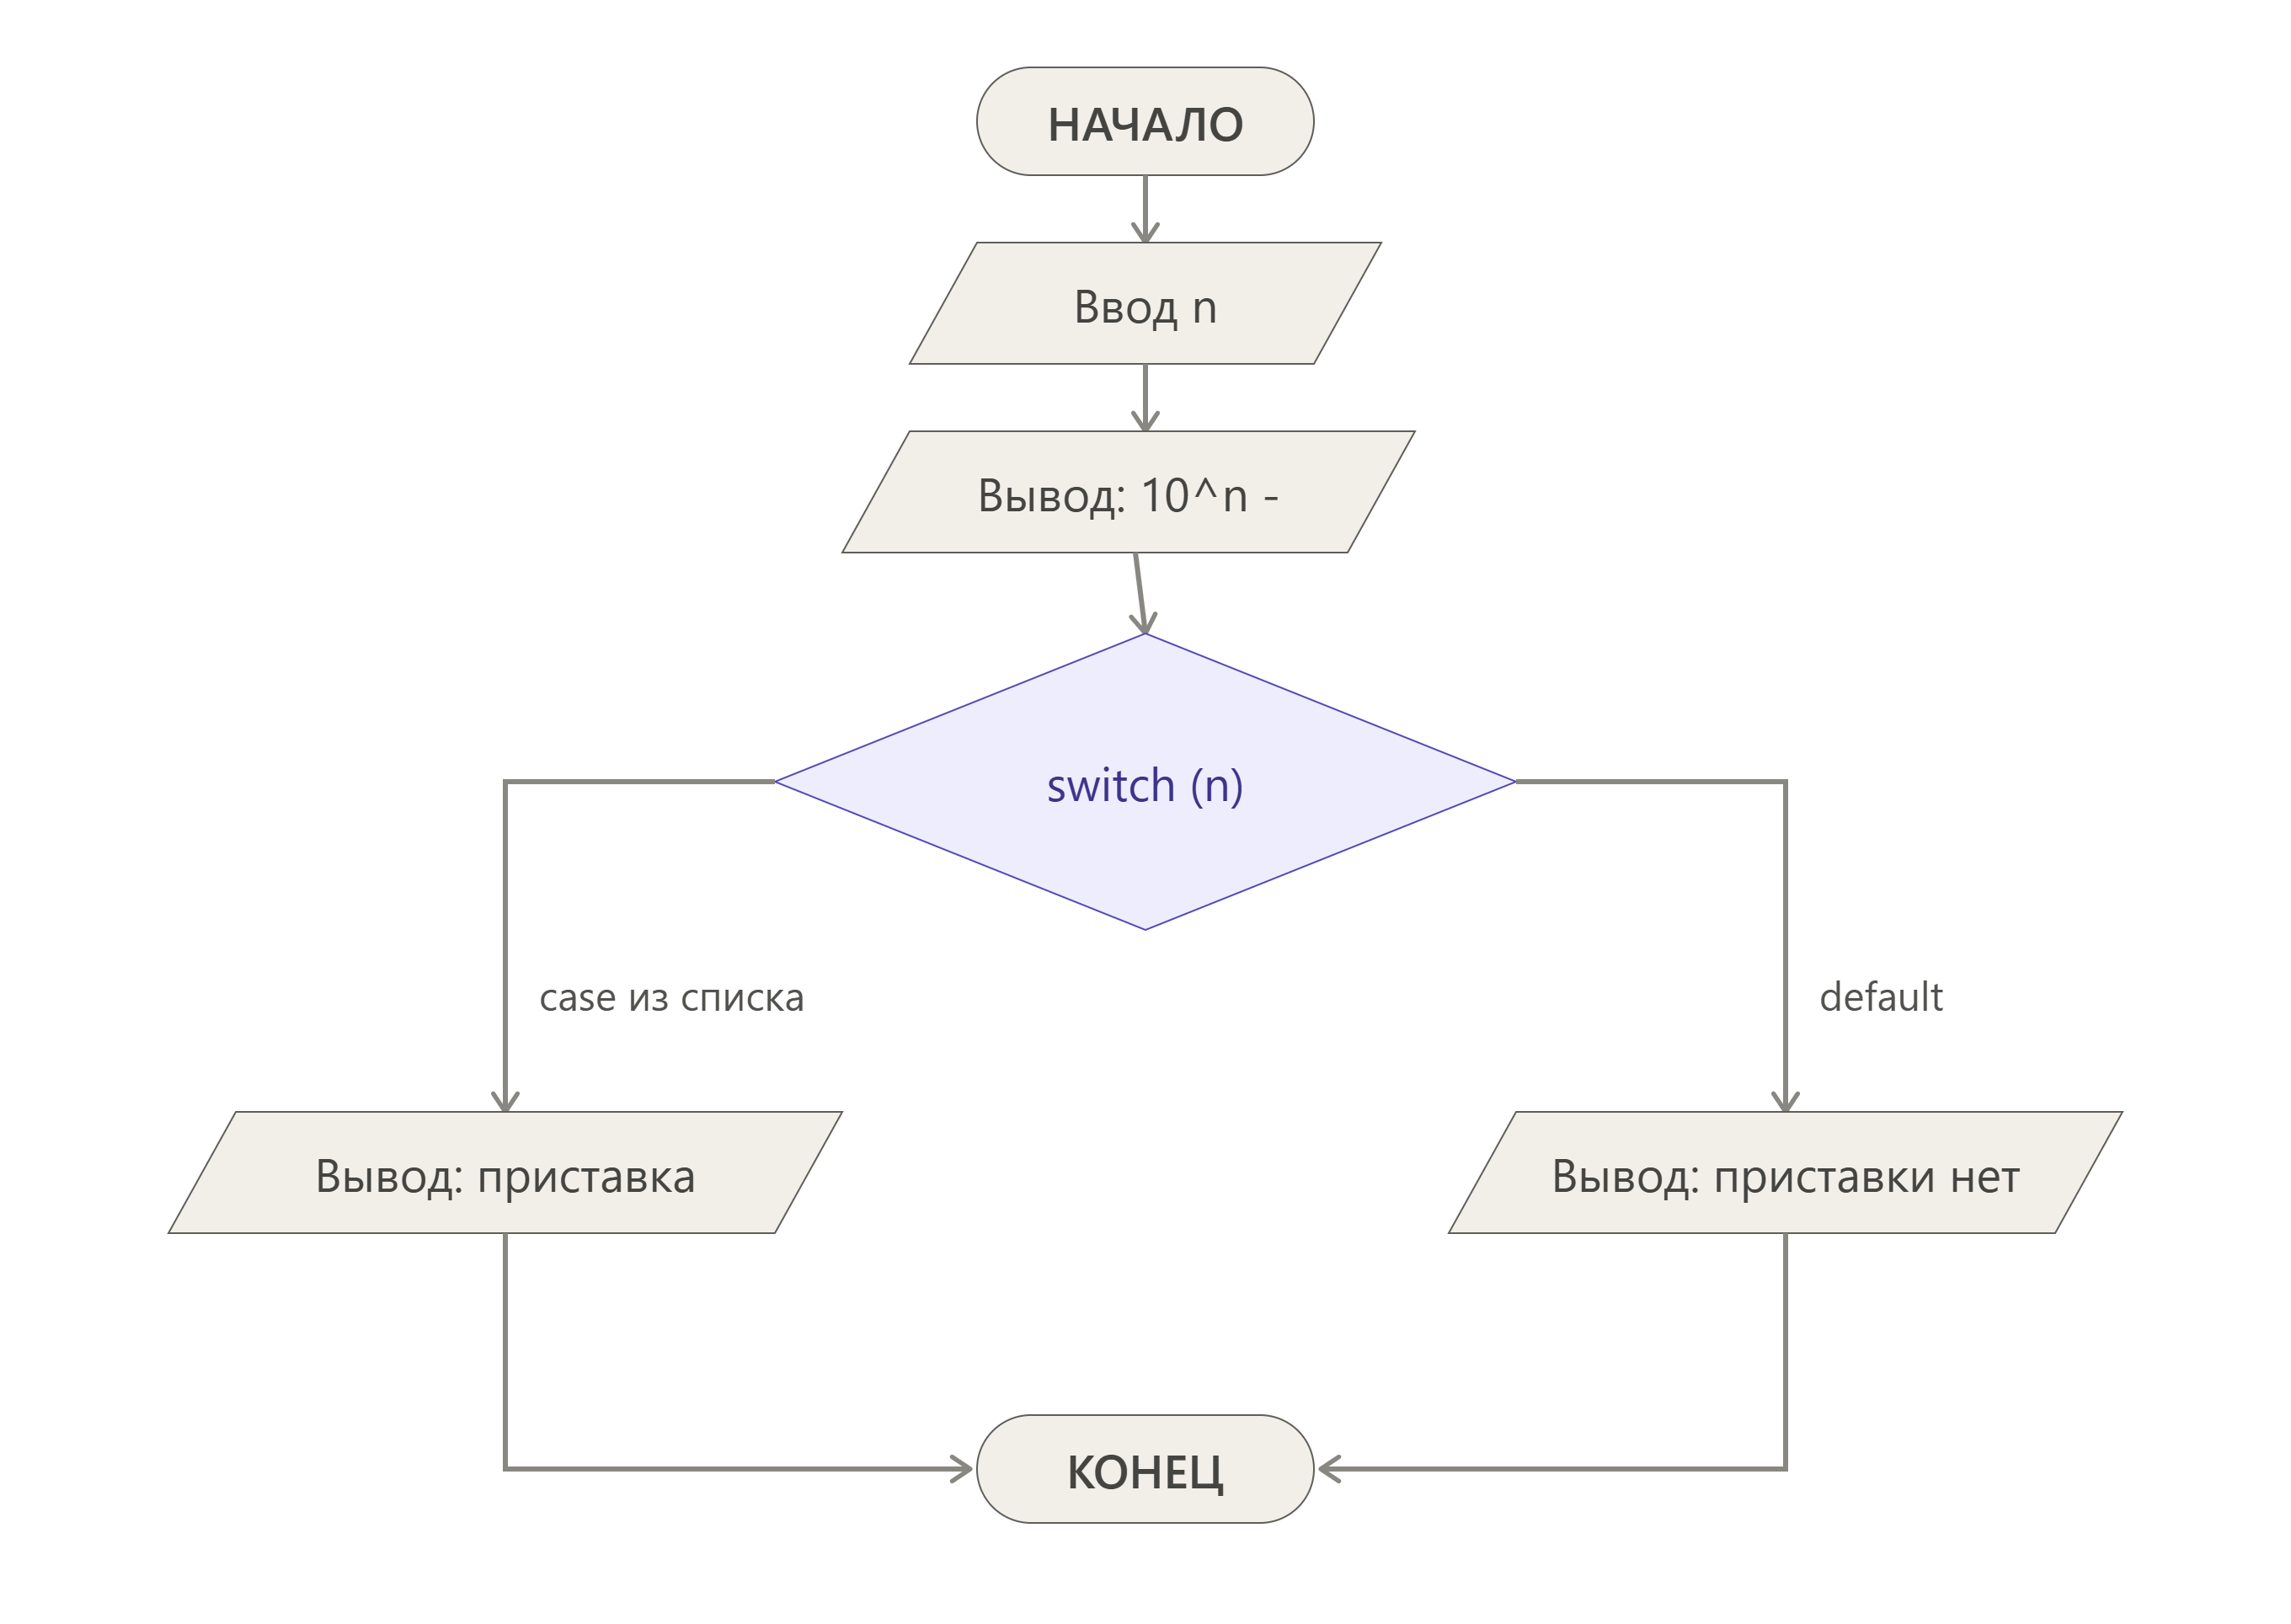 НАЧАЛО
Ввод n
Вывод: 10^n -
switch (n)
case из списка
default
Вывод: приставка
Вывод: приставки нет
КОНЕЦ